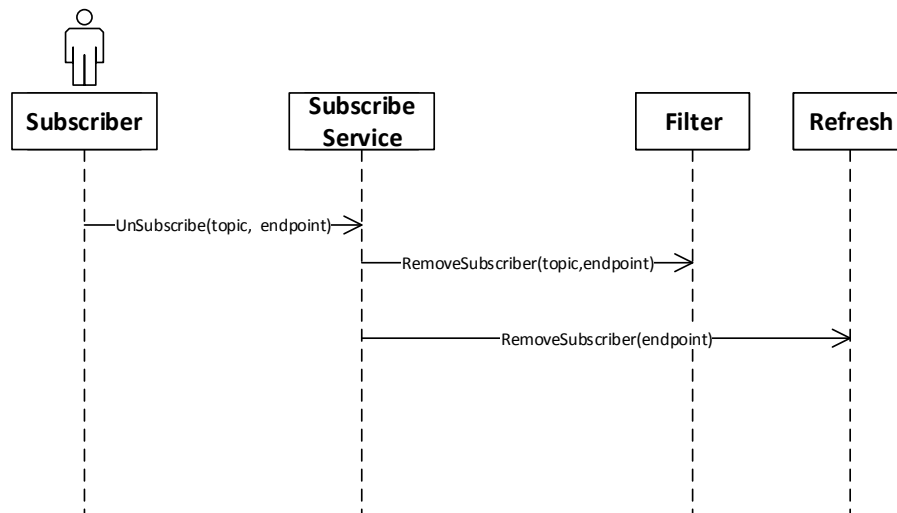 Subscriber
Subscribe
Service
Filter
Refresh
UnSubscribe(topic, endpoint)
RemoveSubscriber(topic,endpoint)
RemoveSubscriber(endpoint)